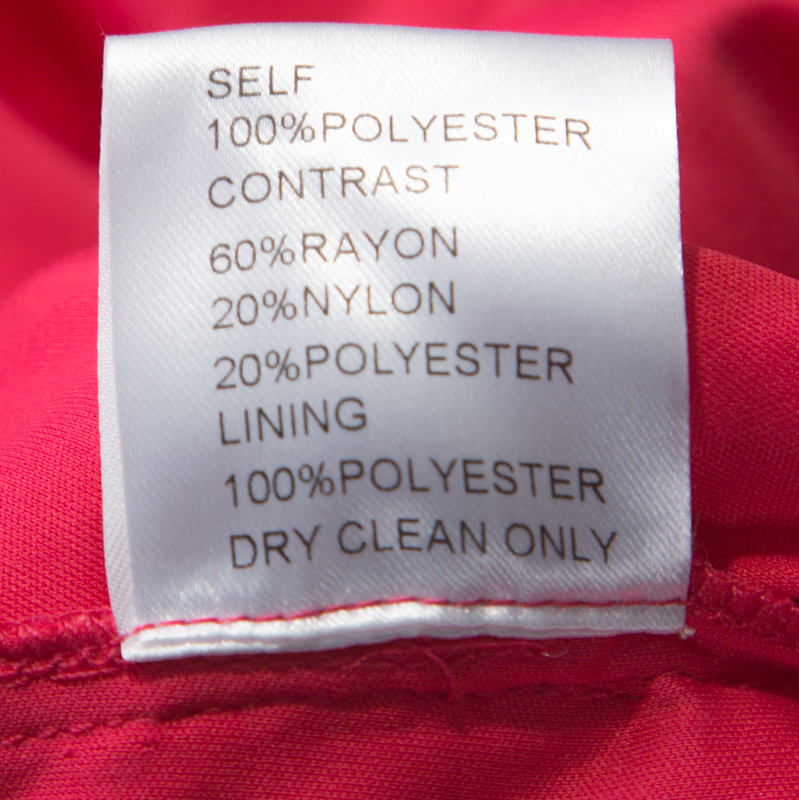 SELF
100%POLYESTER
CONTRAST
60%RAYON
20%NYLON
20%POLYESTER
LINING
100%POLYESTER
DRY CLEAN ONLY